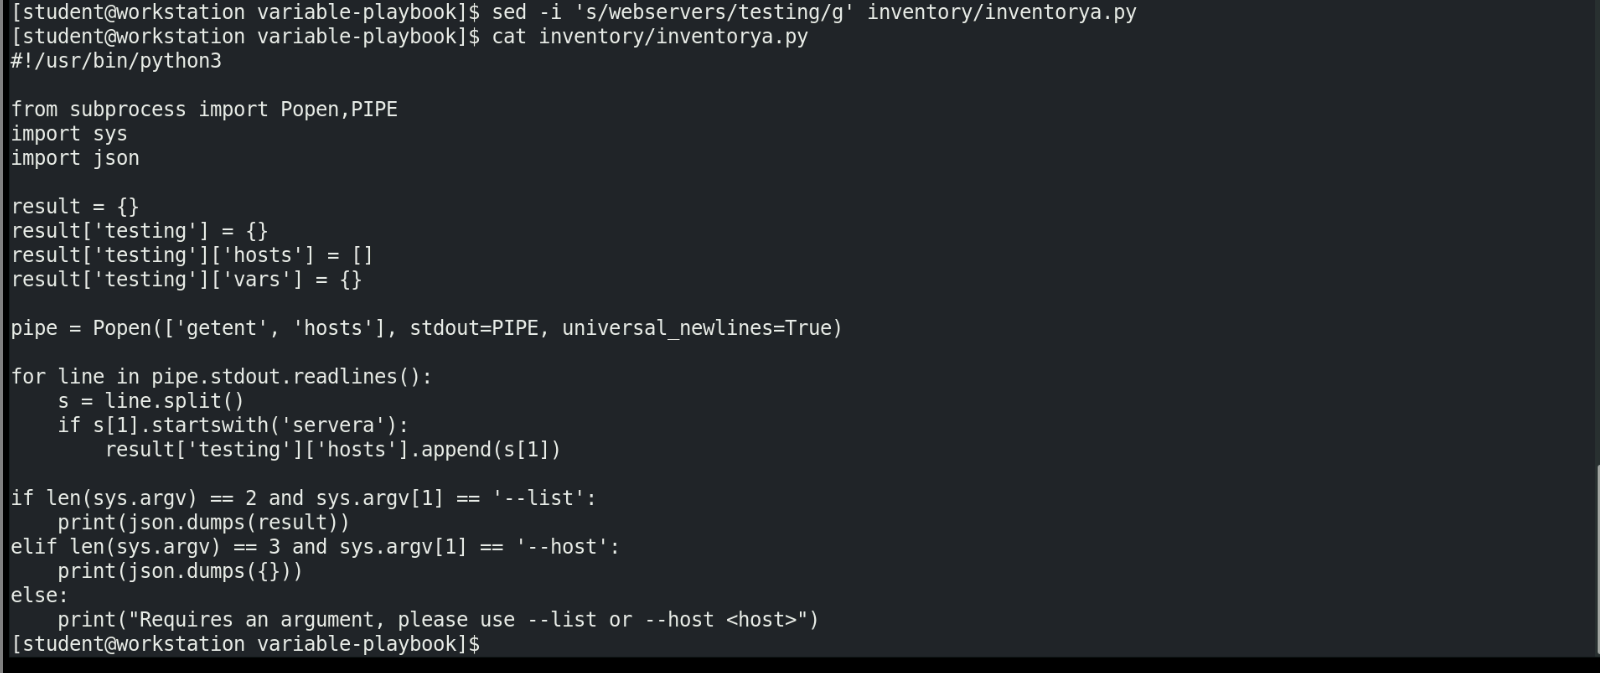 [student@workstation variable-playbook]$ sed -i 's/webservers/testing/g' inventory/inventorya.py
[student@workstation variable-playbook]$ cat inventory/inventorya.py
#!/usr/bin/python3

from subprocess import Popen,PIPE
import sys
import json

result = {}
result['testing'] = {}
result['testing']['hosts'] = []
result['testing']['vars'] = {}

pipe = Popen(['getent', 'hosts'], stdout=PIPE, universal_newlines=True)

for line in pipe.stdout.readlines():
    s = line.split()
    if s[1].startswith('servera'):
        result['testing']['hosts'].append(s[1])

if len(sys.argv) == 2 and sys.argv[1] == '--list':
    print(json.dumps(result))
elif len(sys.argv) == 3 and sys.argv[1] == '--host':
    print(json.dumps({}))
else:
    print("Requires an argument, please use --list or --host <host>")
[student@workstation variable-playbook]$